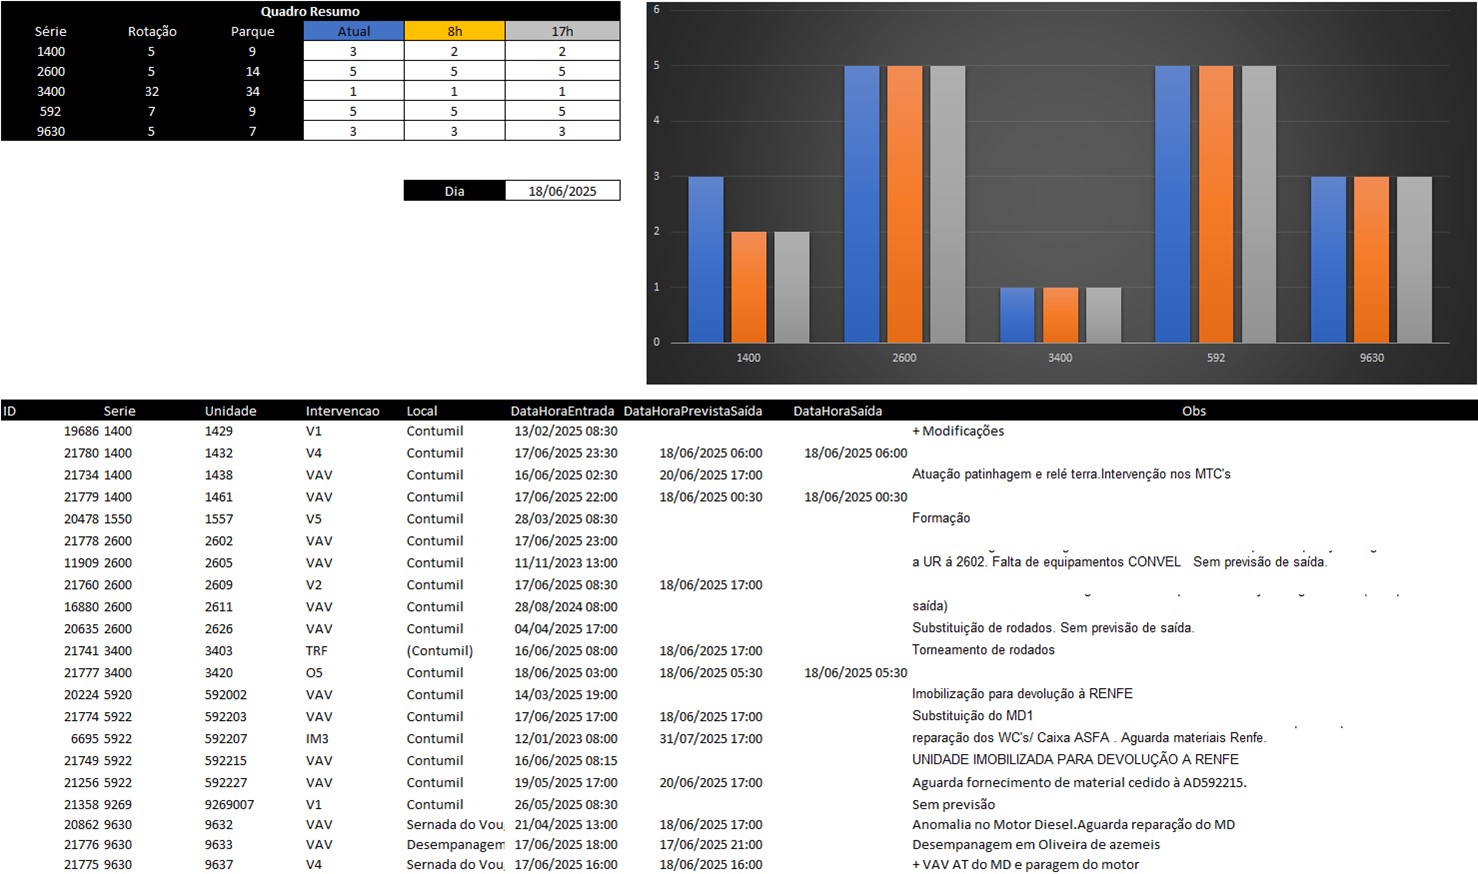 Quadro Resumo
Série Rotação Parque Atual 8h 17h
1400 5 9 3 2 2
2600 5 14 5 5 5
3400 32 34 1 1 1
592 7 9 5 5 5
9630 5 7 3 3 3
Dia 18/06/2025
6
5
4
3
2
1
0
1400 2600 3400 592 9630
ID Serie Unidade Intervencao Local DataHoraEntrada DataHoraPrevistaSaída DataHoraSaída Obs
19686 1400 1429 V1 Contumil 13/02/2025 08:30 + Modificações
21780 1400 1432 V4 Contumil 17/06/2025 23:30 18/06/2025 06:00 18/06/2025 06:00
21734 1400 1438 VAV Contumil 16/06/2025 02:30 20/06/2025 17:00 Atuação patinhagem e relé terra.Intervenção nos MTC's
21779 1400 1461 VAV Contumil 17/06/2025 22:00 18/06/2025 00:30 18/06/2025 00:30
20478 1550 1557 V5 Contumil 28/03/2025 08:30 Formação
21778 2600 2602 VAV Contumil 17/06/2025 23:00
11909 2600 2605 VAV Contumil 11/11/2023 13:00 a UR á 2602. Falta de equipamentos CONVEL Sem previsão de saída.
21760 2600 2609 V2 Contumil 17/06/2025 08:30 18/06/2025 17:00
16880 2600 2611 VAV Contumil 28/08/2024 08:00 saída)
20635 2600 2626 VAV Contumil 04/04/2025 17:00 Substituição de rodados. Sem previsão de saída.
21741 3400 3403 TRF (Contumil) 16/06/2025 08:00 18/06/2025 17:00 Torneamento de rodados
21777 3400 3420 O5 Contumil 18/06/2025 03:00 18/06/2025 05:30 18/06/2025 05:30
20224 5920 592002 VAV Contumil 14/03/2025 19:00 Imobilização para devolução à RENFE
21774 5922 592203 VAV Contumil 17/06/2025 17:00 18/06/2025 17:00 Substituição do MD1
6695 5922 592207 IM3 Contumil 12/01/2023 08:00 31/07/2025 17:00 reparação dos WC's/ Caixa ASFA . Aguarda materiais Renfe.
21749 5922 592215 VAV Contumil 16/06/2025 08:15 UNIDADE IMOBILIZADA PARA DEVOLUÇÃO A RENFE
21256 5922 592227 VAV Contumil 19/05/2025 17:00 20/06/2025 17:00 Aguarda fornecimento de material cedido à AD592215.
21358 9269 9269007 V1 Contumil 26/05/2025 08:30 Sem previsão
20862 9630 9632 VAV Sernada do Vou 21/04/2025 13:00 18/06/2025 17:00 Anomalia no Motor Diesel.Aguarda reparação do MD
21776 9630 9633 VAV Desempanagem 17/06/2025 18:00 17/06/2025 21:00 Desempanagem em Oliveira de azemeis
21775 9630 9637 V4 Sernada do Vou 17/06/2025 16:00 18/06/2025 16:00 + VAV AT do MD e paragem do motor